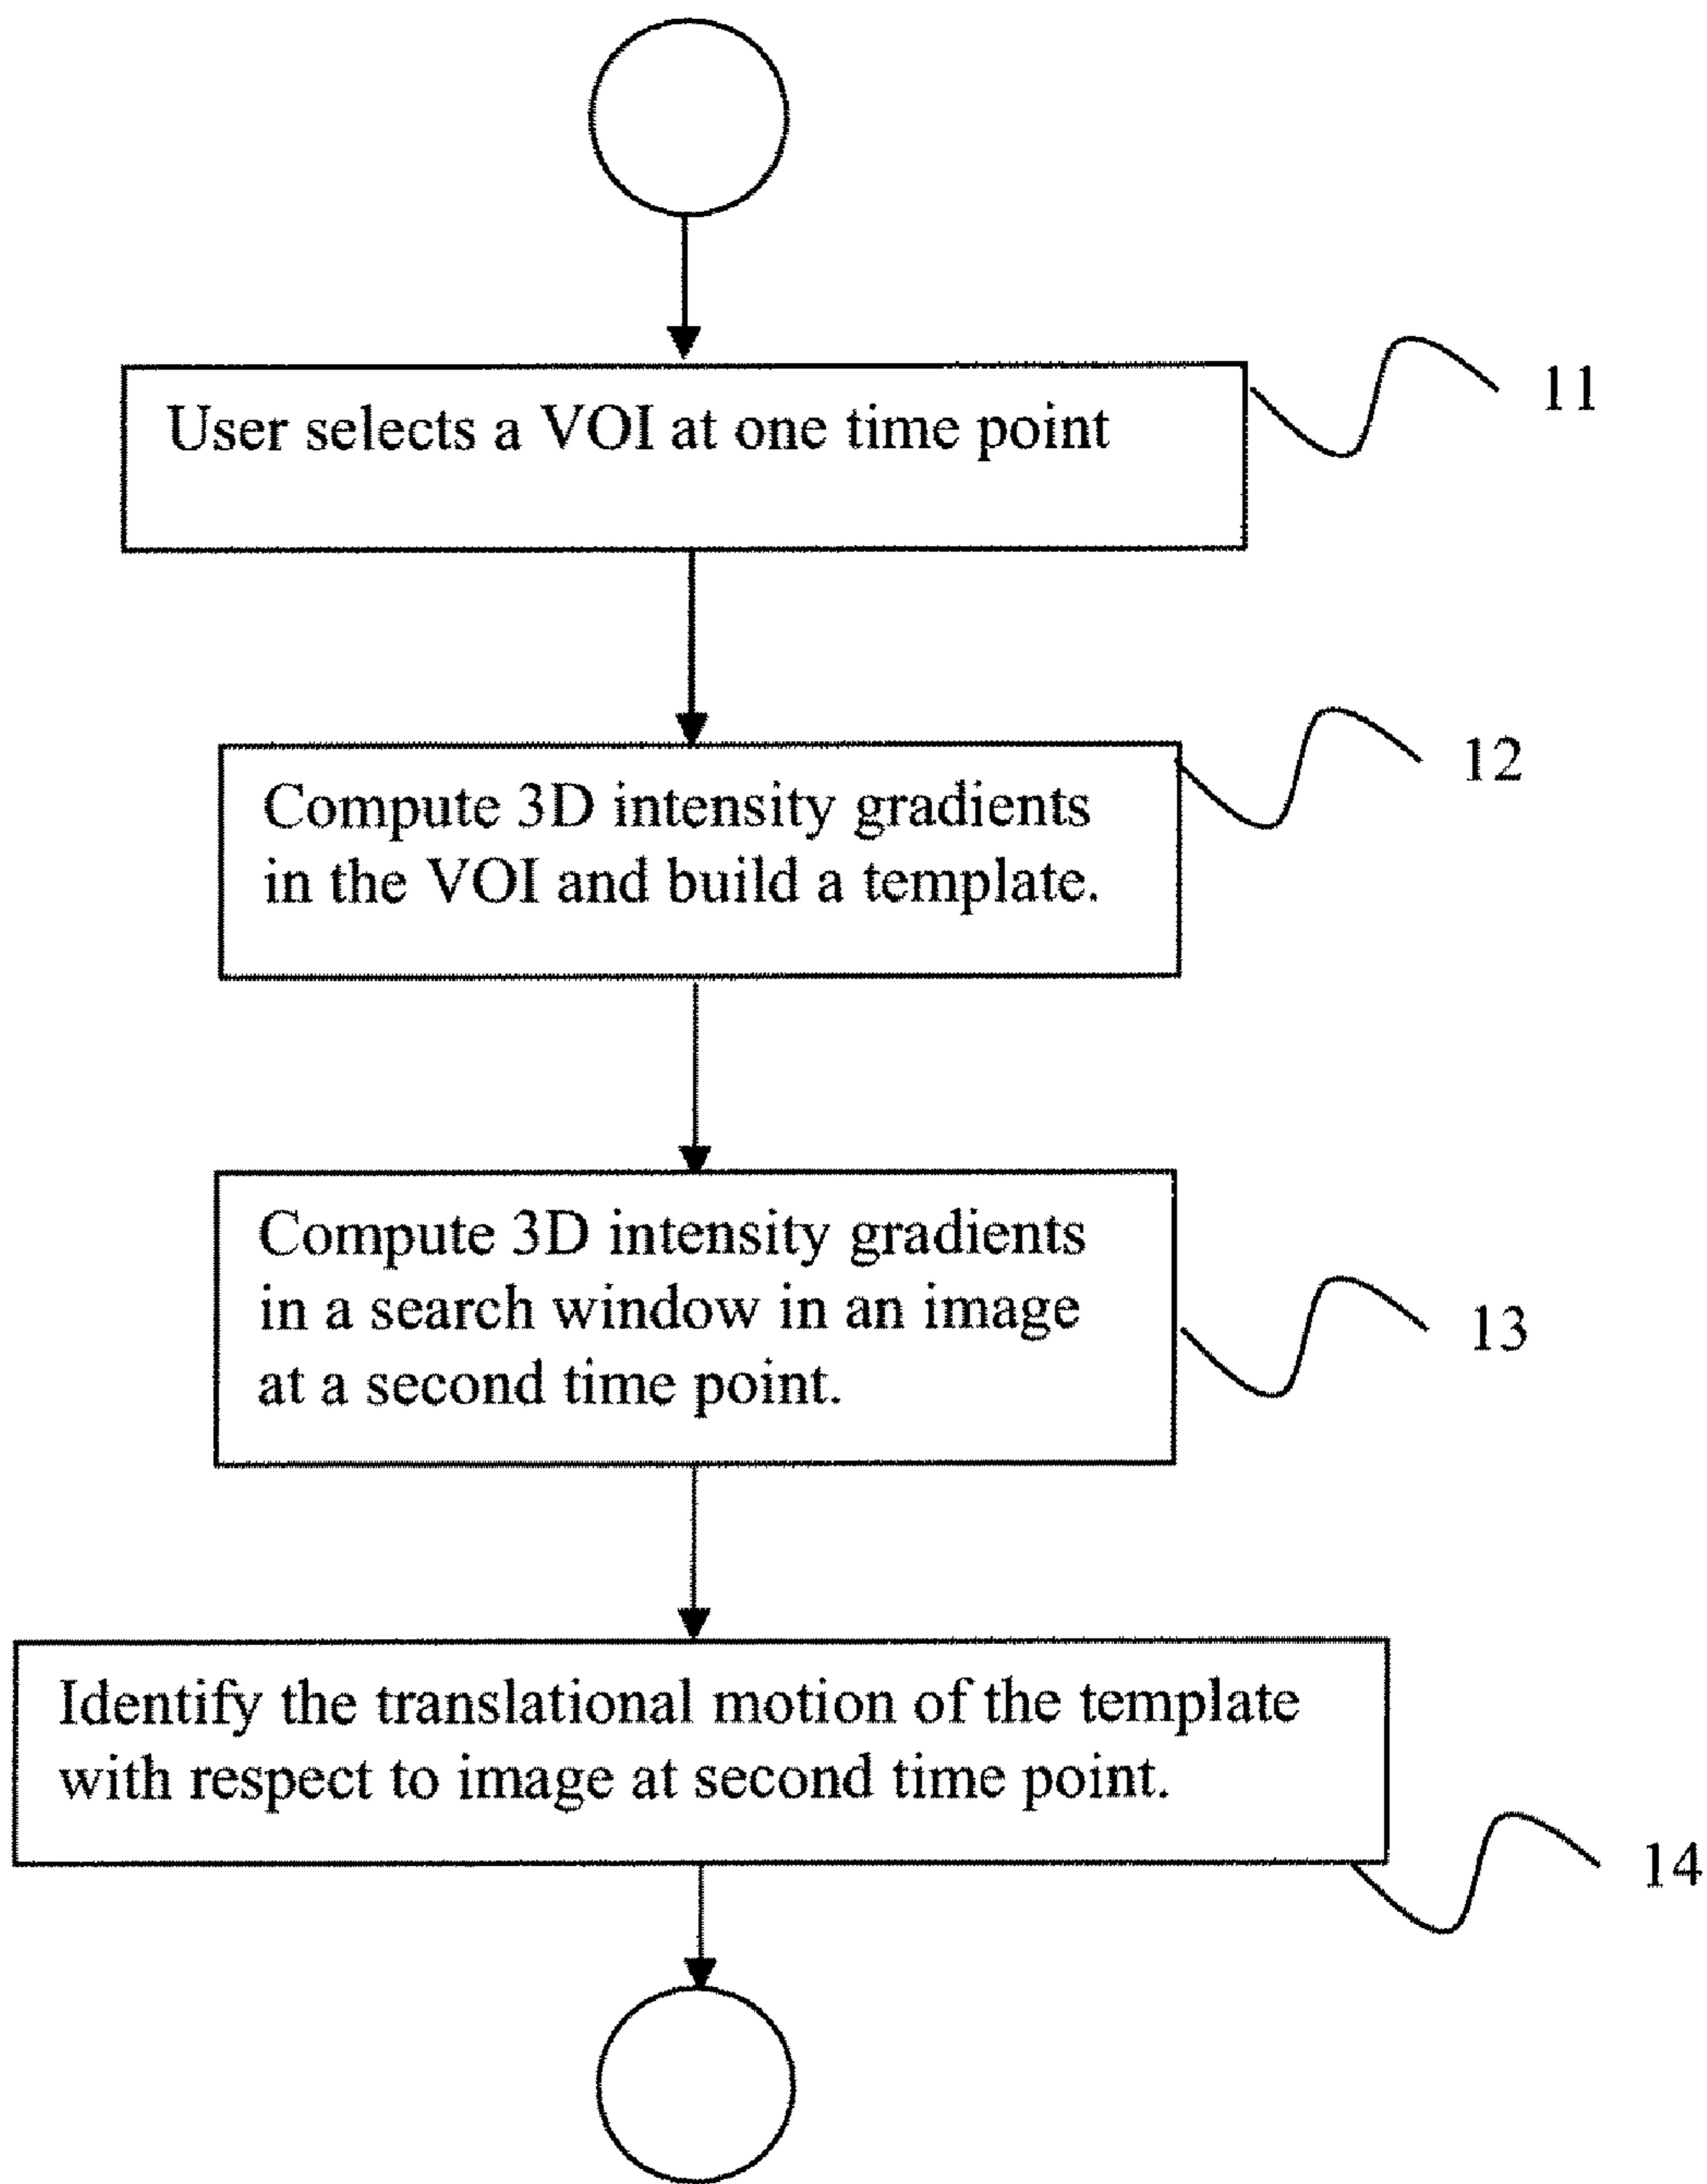 User selects a VOI at one time point
11
Compute 3D intensity gradients
in the VOI and build a template.
12
Compute 3D intensity gradients
in a search window in an image
at a second time point.
13
Identify the translational motion of the template
with respect to image at second time point.
14